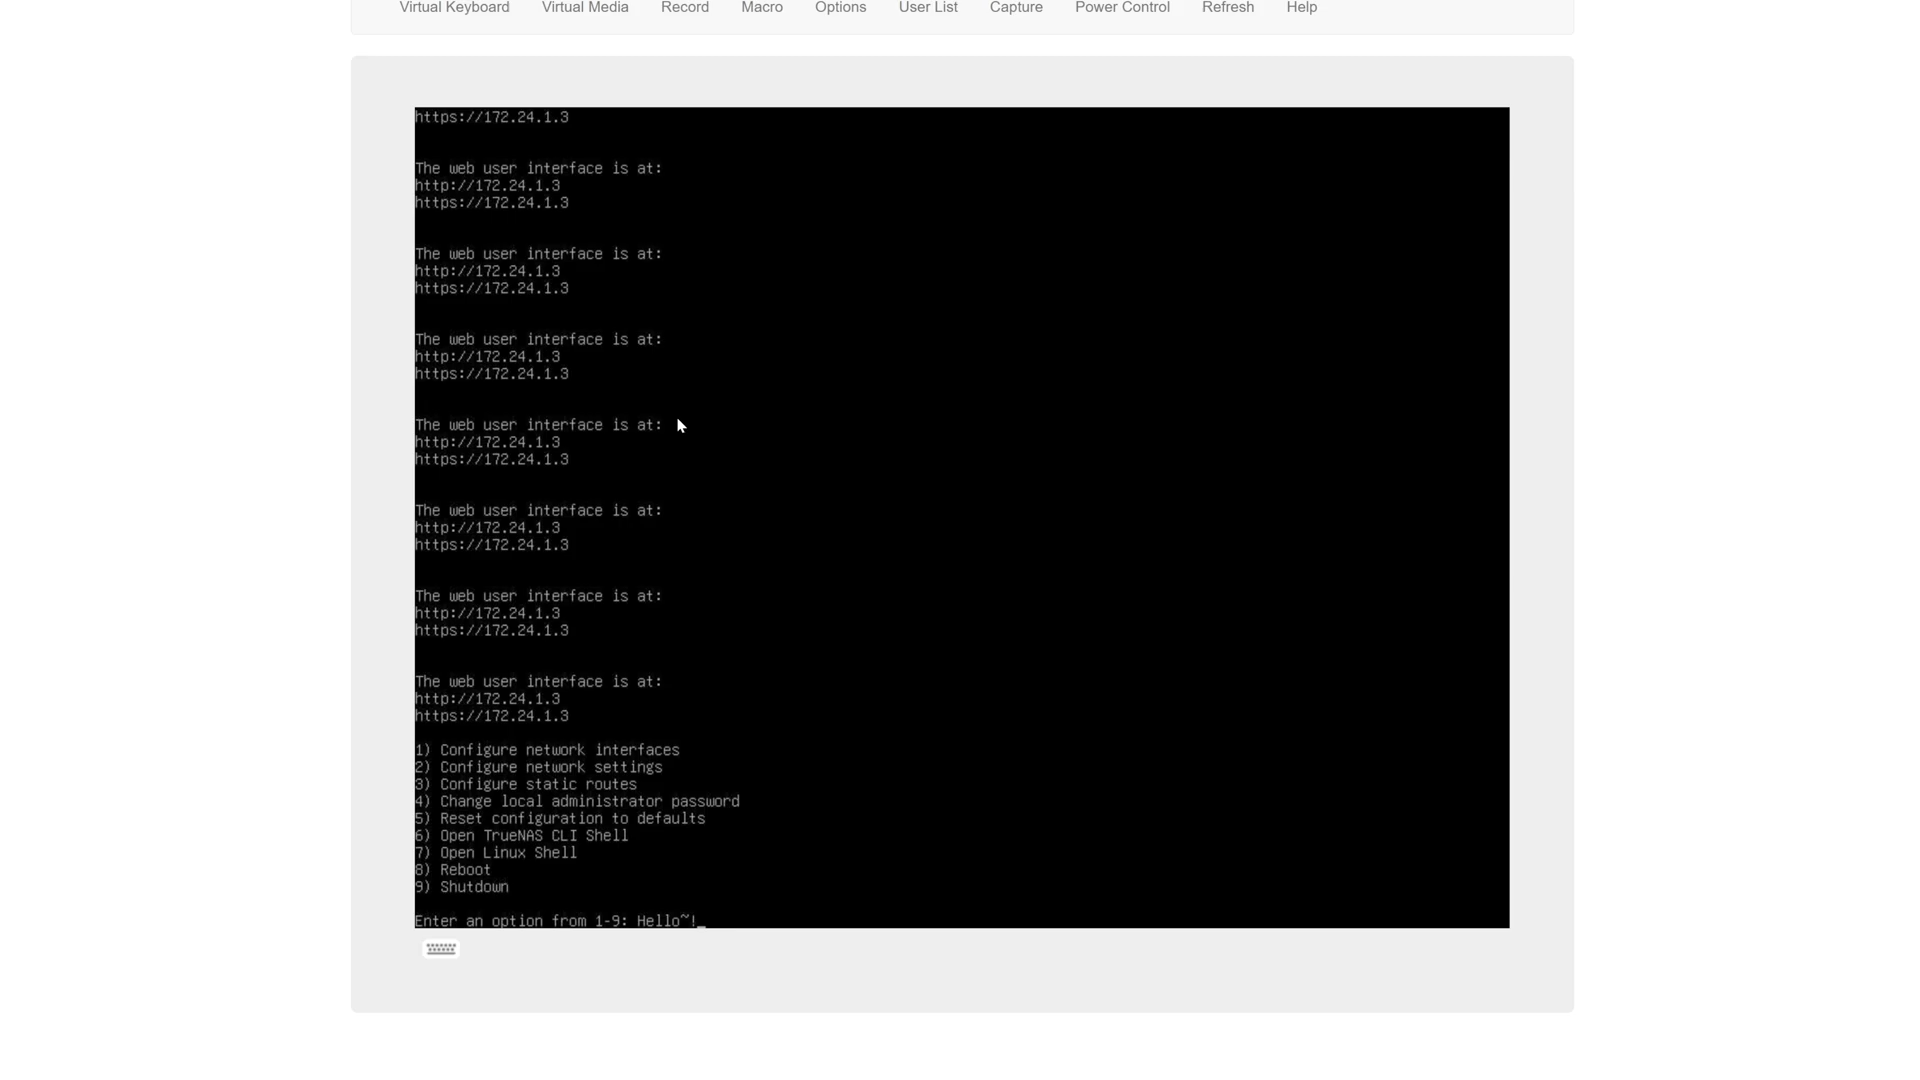 Virtual Keyboard Virtual Media Record Macro Options User List Capture Power Control Refresh Help
https://172.24.1.3
The web user interface is at:
http://172.24.1.3
https://172.24.1.3
The web user interface is at:
http://172.24.1.3
https://172.24.1.3
The web user interface is at:
http://172.24.1.3
https://172.24.1.3
The web user interface is at:
http://172.24.1.3
https://172.24.1.3
The web user interface is at:
http://172.24.1.3
https://172.24.1.3
The web user interface is at:
http://172.24.1.3
https://172.24.1.3
The web user interface is at:
http://172.24.1.3
https://172.24.1.3
1) Configure network interfaces
2) Configure network settings
3) Configure static routes
4) Change local administrator password
5) Reset configuration to defaults
6) Open TrueNAS CLI Shell
7) Open Linux Shell
8) Reboot
9) Shutdown
Enter an option from 1-9: Hello~!_